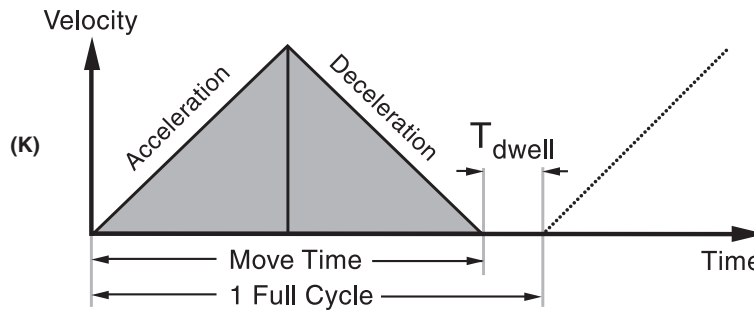 Velocity
Acceleration
Deceleration
T dwell
(K)
Move Time
Time
1 Full Cycle